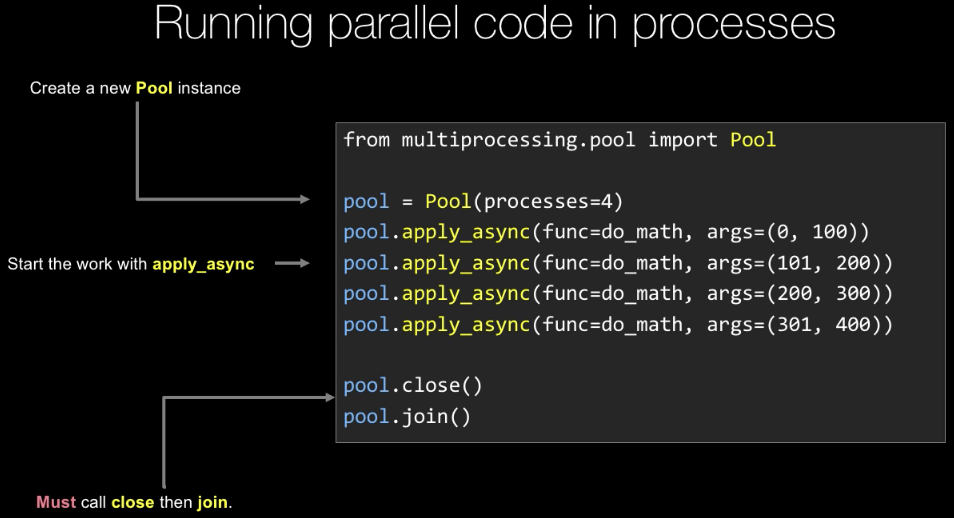 Running parallel code in processes
Create a new Pool instance
from multiprocessing.pool import Pool
pool = Pool(processes=4)
pool.apply_async(func=do_math, args=(0, 100))
Start the work with apply_async
pool.apply_async(func=do_math, args=(101, 200))
pool.apply_async(func=do_math, args=(200, 300))
pool.apply_async(func=do_math, args=(301, 400))
pool.close()
pool.join()
Must call close then join.